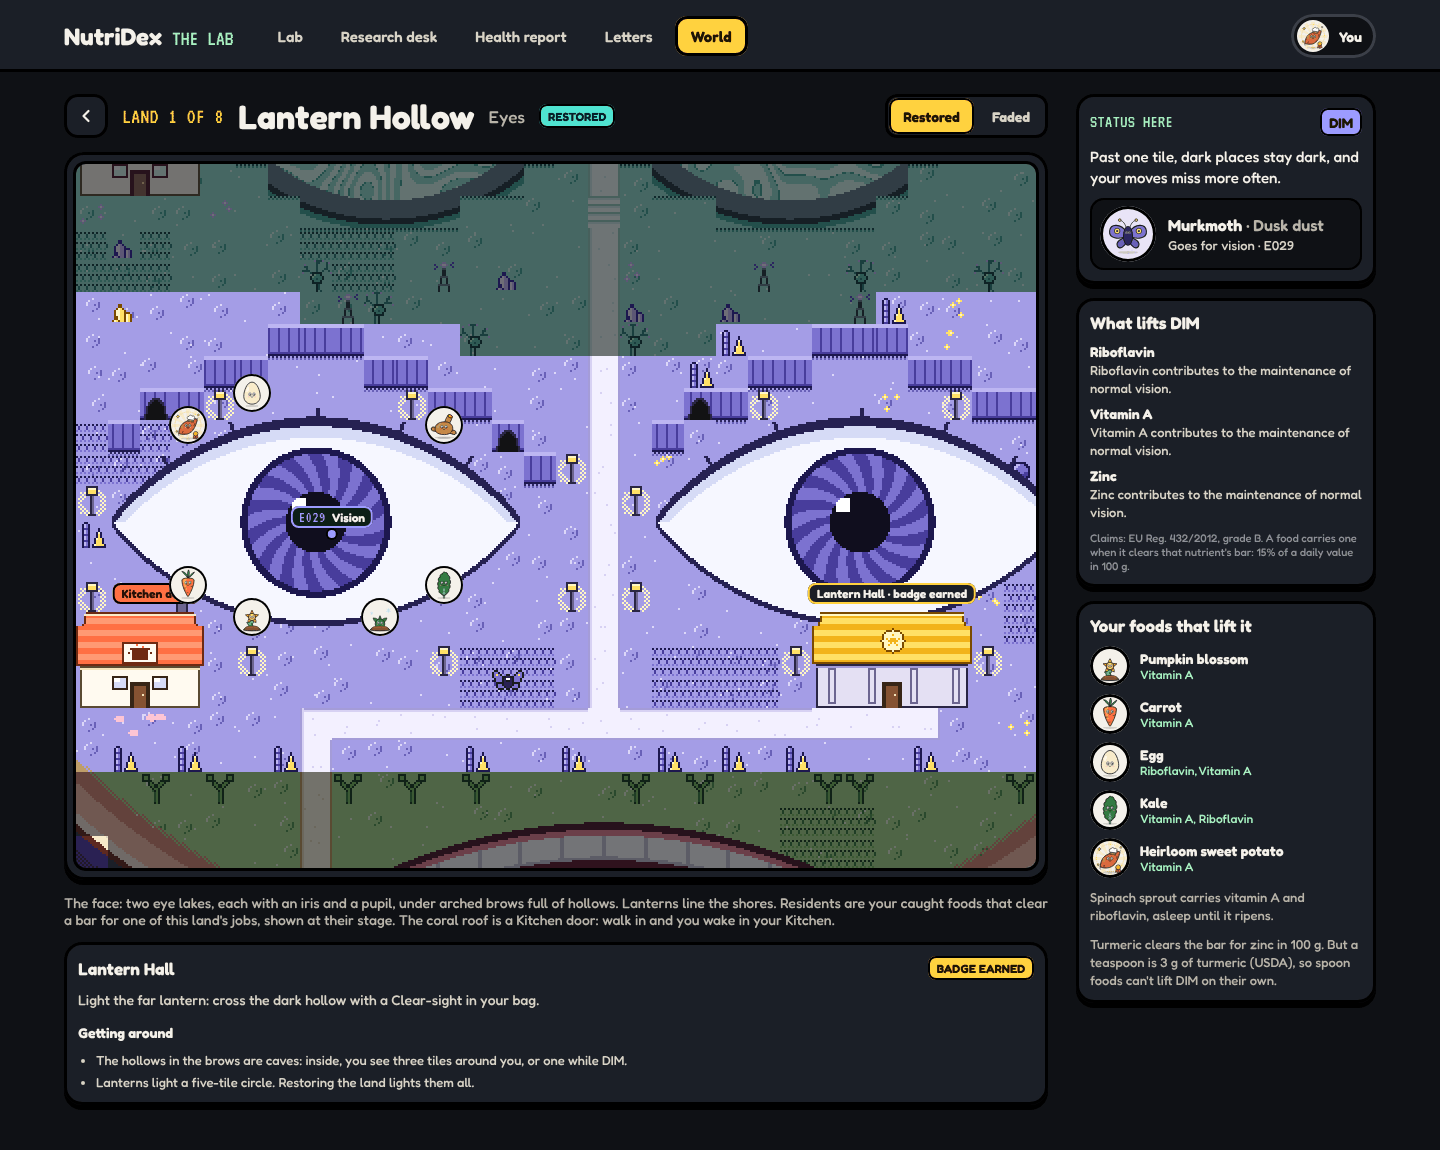 NutriDex THE LAB
Lab
Research desk
Health report
Letters
World
You
LAND 1 OF 8
Lantern Hollow
Eyes
RESTORED
Restored
Faded
E029 Vision
Kitchen
Lantern Hall · badge earned
The face: two eye lakes, each with an iris and a pupil, under arched brows full of hollows. Lanterns line the shores. Residents are your caught foods that clear
a bar for one of this land's jobs, shown at their stage. The coral roof is a Kitchen door: walk in and you wake in your Kitchen.
Lantern Hall
BADGE EARNED
Light the far lantern: cross the dark hollow with a Clear-sight in your bag.
Getting around
• The hollows in the brows are caves: inside, you see three tiles around you, or one while DIM.
• Lanterns light a five-tile circle. Restoring the land lights them all.
STATUS HERE
DIM
Past one tile, dark places stay dark, and
your moves miss more often.
Murkmoth · Dusk dust
Goes for vision · E029
What lifts DIM
Riboflavin
Riboflavin contributes to the maintenance of
normal vision.
Vitamin A
Vitamin A contributes to the maintenance of
normal vision.
Zinc
Zinc contributes to the maintenance of normal
vision.
Claims: EU Reg. 432/2012, grade B. A food carries one
when it clears that nutrient's bar: 15% of a daily value
in 100 g.
Your foods that lift it
Pumpkin blossom
Vitamin A
Carrot
Vitamin A
Egg
Riboflavin, Vitamin A
Kale
Vitamin A, Riboflavin
Heirloom sweet potato
Vitamin A
Spinach sprout carries vitamin A and
riboflavin, asleep until it ripens.
Turmeric clears the bar for zinc in 100 g. But a
teaspoon is 3 g of turmeric (USDA), so spoon
foods can't lift DIM on their own.